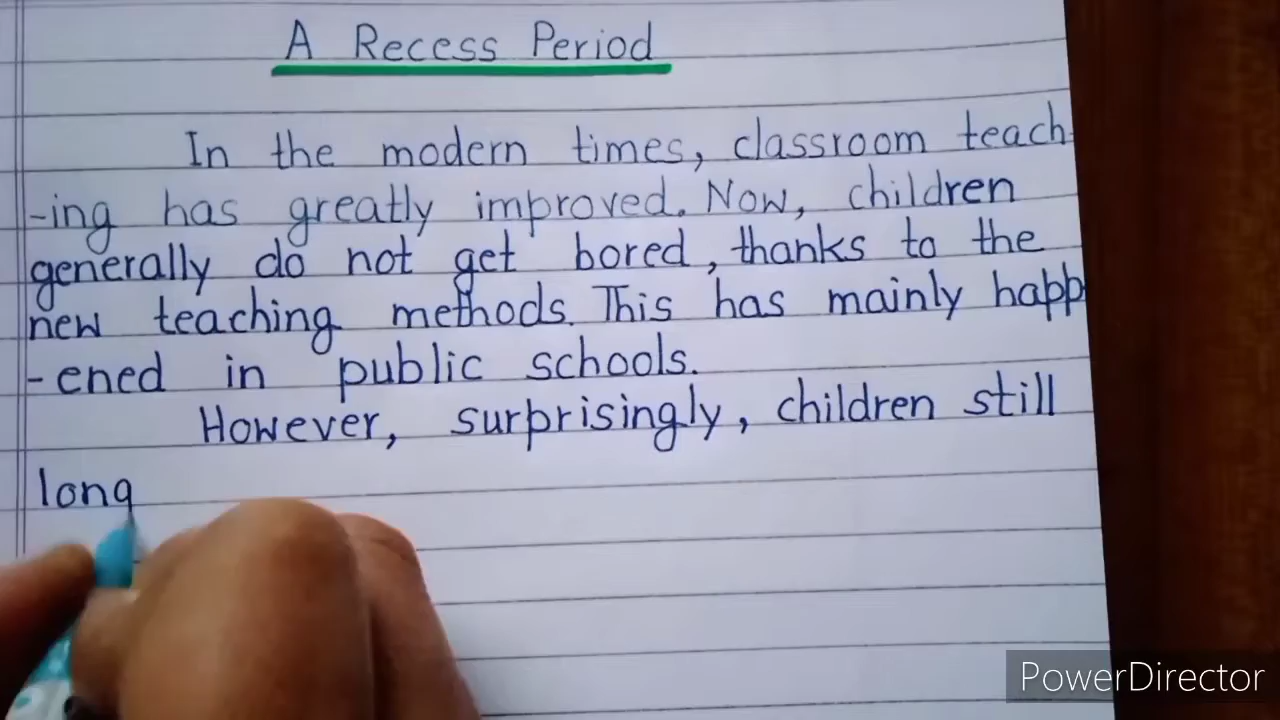 A Recess Period
In the modern times, classroom teach-
-ing has greatly improved. Now, children
generally do not get bored, thanks to the
new teaching methods. This has mainly happ
-ened in public schools.
However, surprisingly, children still
long
PowerDirector